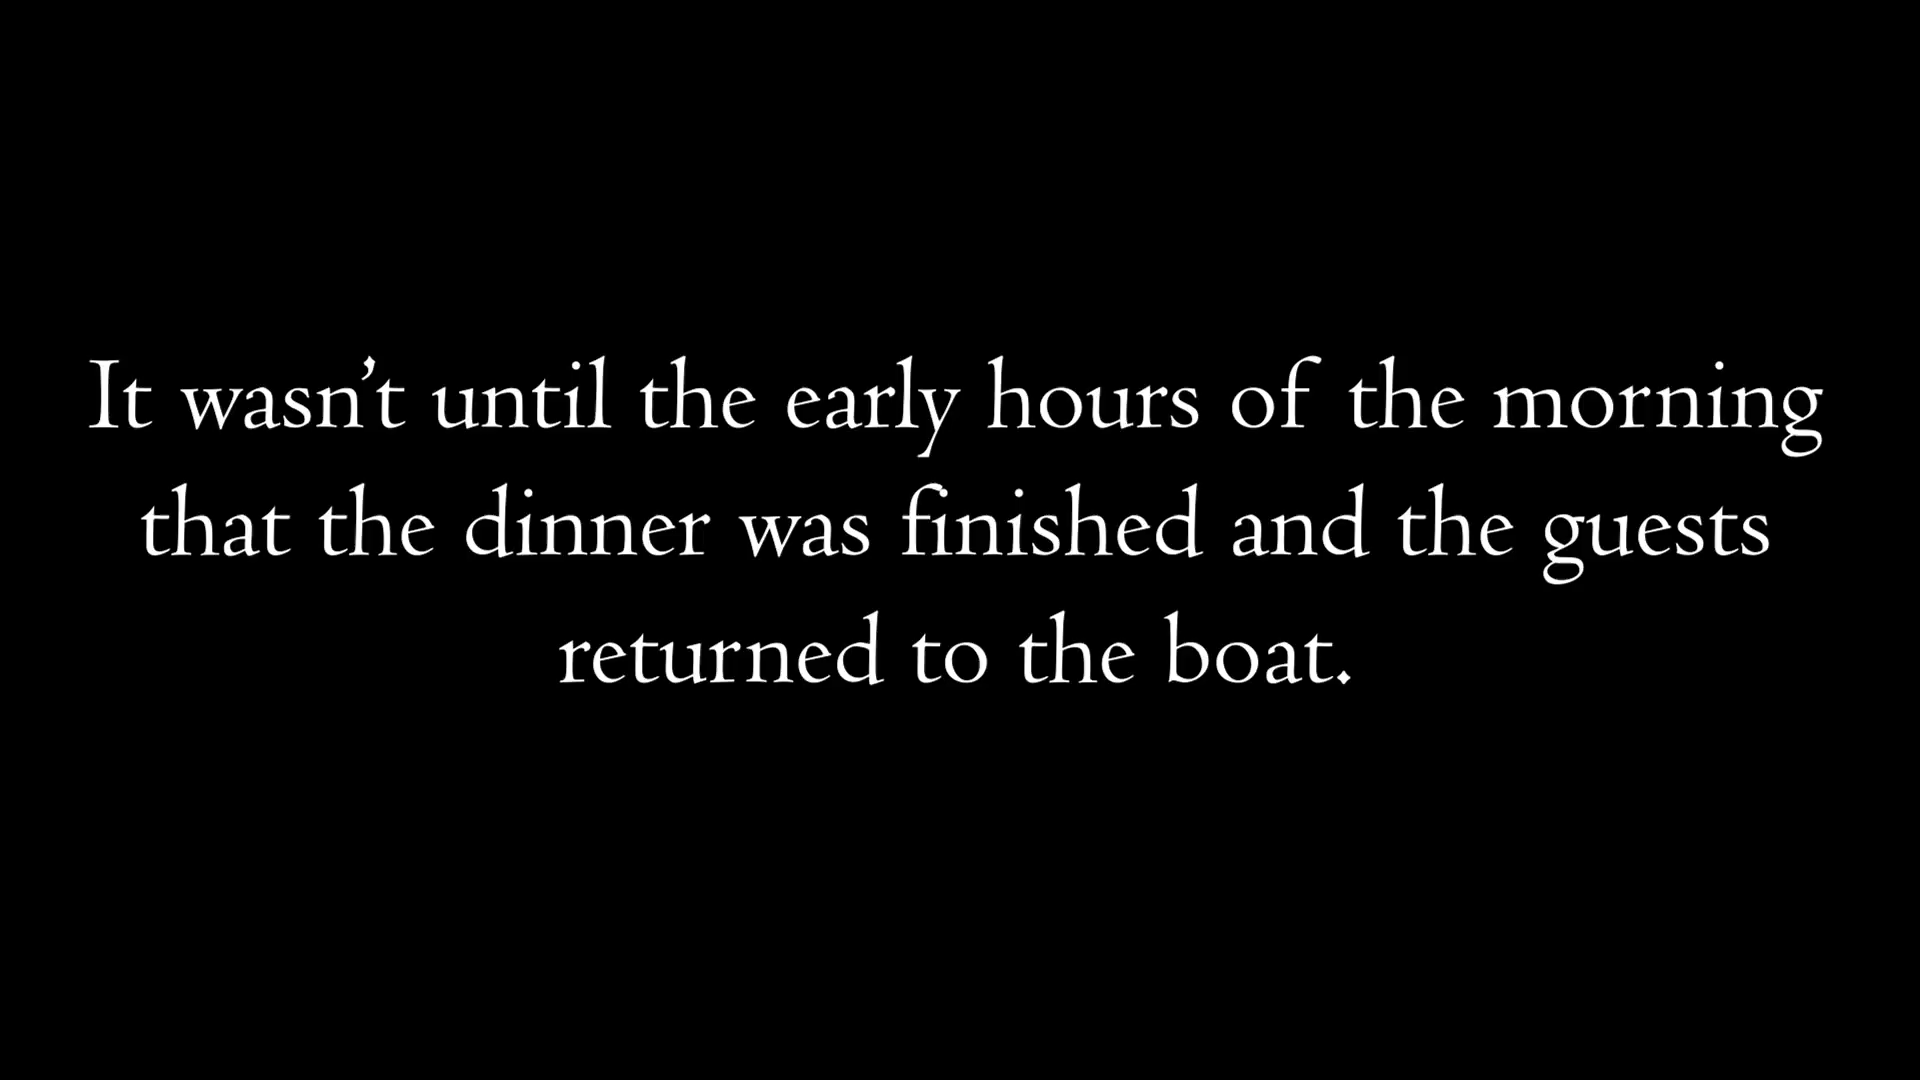 It wasn’t until the early hours of the morning
that the dinner was finished and the guests
returned to the boat.